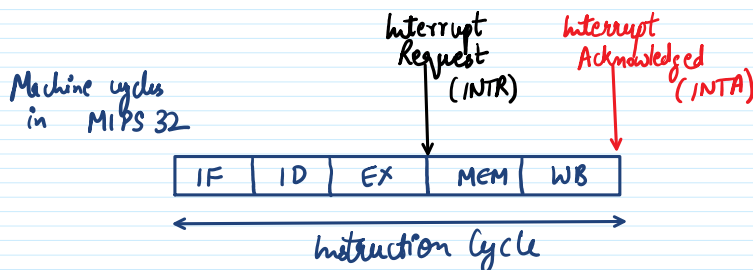 Interrupt
Request
(INTR)
Interrupt
Acknowledged
(INTA)
Machine cycles
in MIPS 32
IF ID EX MEM WB
Instruction Cycle